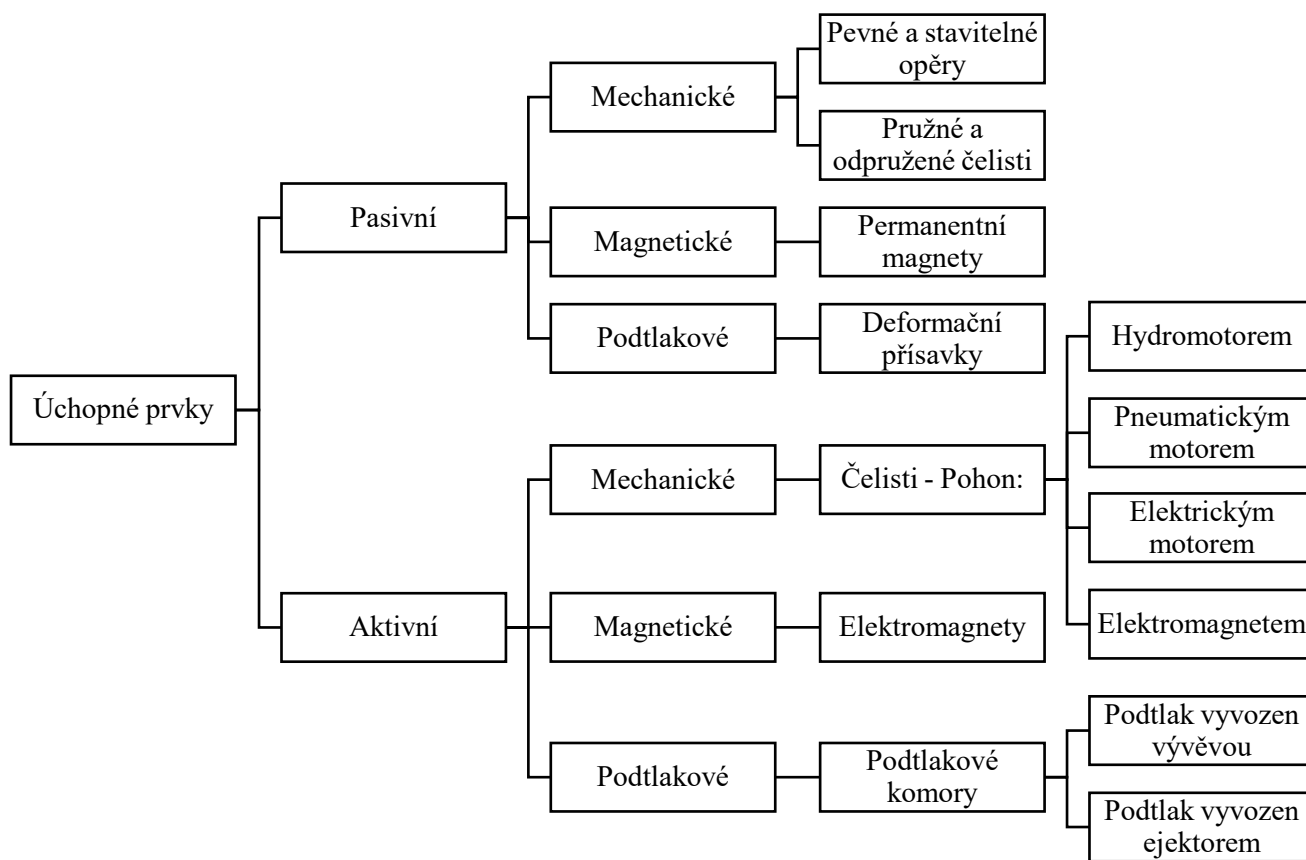 Úchopné prvky
Pasivní
Mechanické
Pevné a stavitelné
opěry
Pružné a
odpružené čelisti
Magnetické
Permanentní
magnety
Podtlakové
Deformační
přísavky
Aktivní
Mechanické
Čelisti - Pohon:
Hydromotorem
Pneumatickým
motorem
Elektrickým
motorem
Elektromagnetem
Magnetické
Elektromagnety
Podtlakové
Podtlakové
komory
Podtlak vyvozen
vývěvou
Podtlak vyvozen
ejektorem